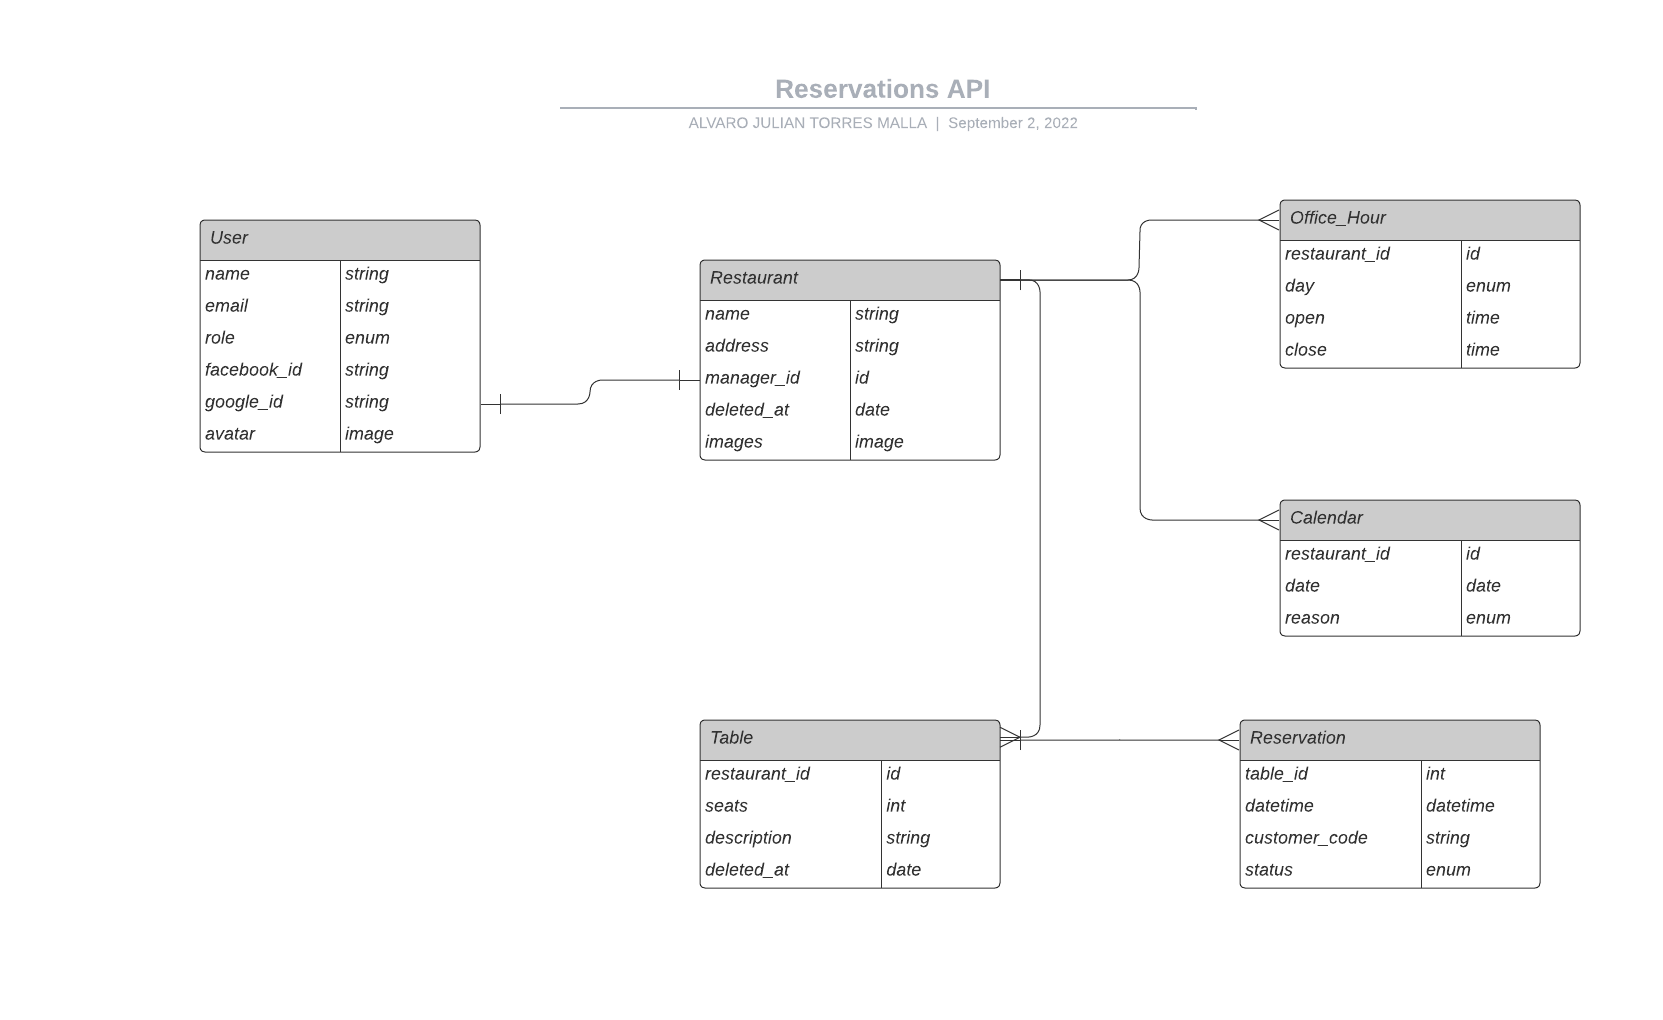 Reservations API
ALVARO JULIAN TORRES MALLA | September 2, 2022
User
name string
email string
role enum
facebook_id string
google_id string
avatar image
Restaurant
name string
address string
manager_id id
deleted_at date
images image
Office_Hour
restaurant_id id
day enum
open time
close time
Calendar
restaurant_id id
date date
reason enum
Table
restaurant_id id
seats int
description string
deleted_at date
Reservation
table_id int
datetime datetime
customer_code string
status enum